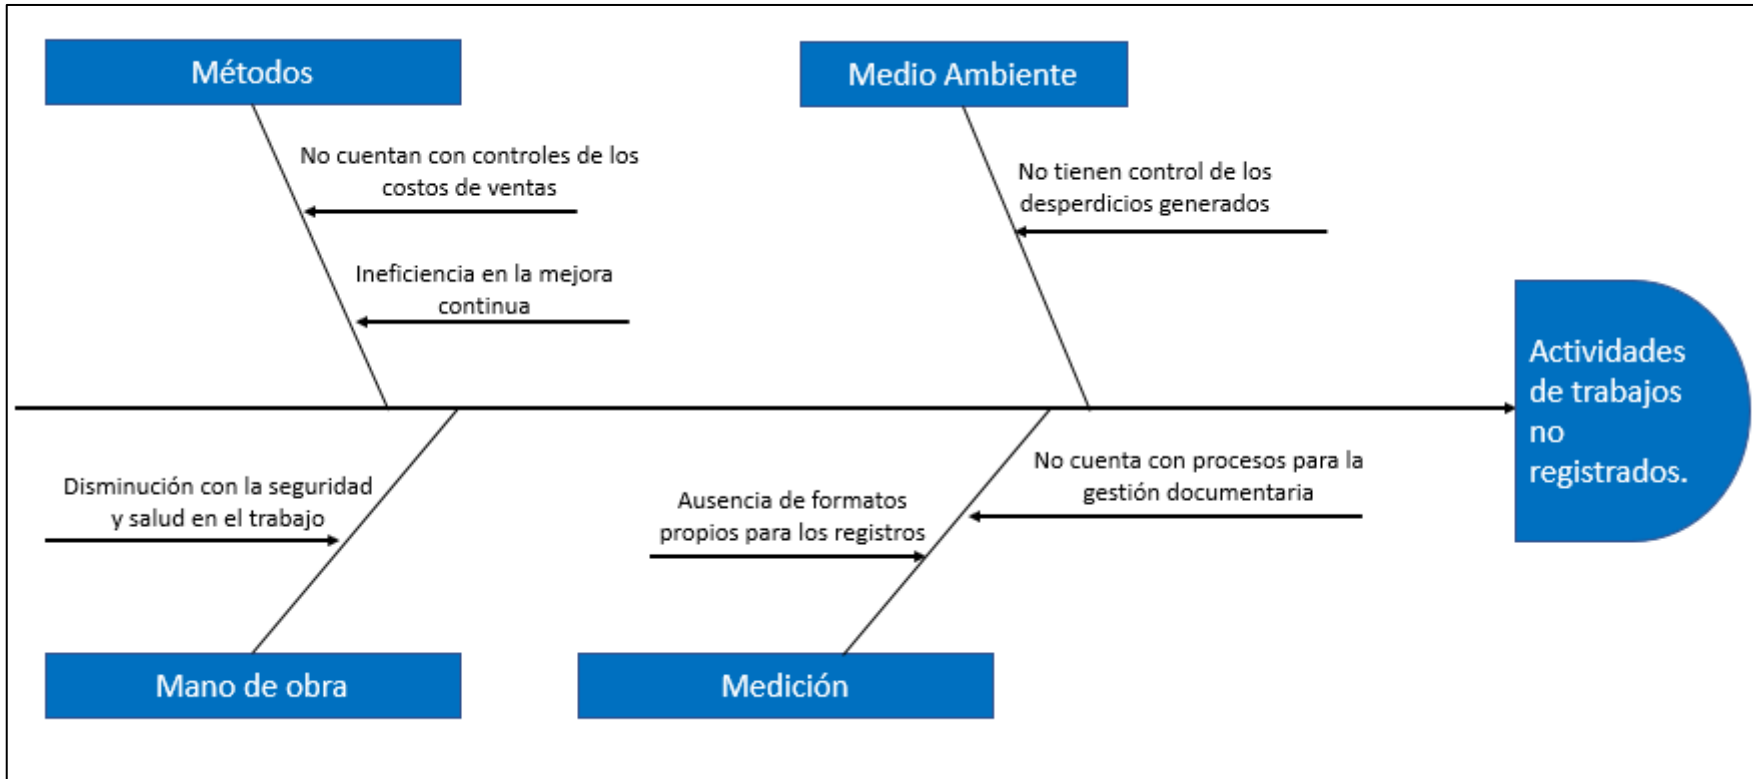 Métodos
Medio Ambiente
No cuentan con controles de los
costos de ventas
No tienen control de los
desperdicios generados
Ineficiencia en la mejora
continua
Actividades
de trabajos
no
registrados.
Disminución con la seguridad
y salud en el trabajo
Ausencia de formatos
propios para los registros
No cuenta con procesos para la
gestión documentaria
Mano de obra
Medición